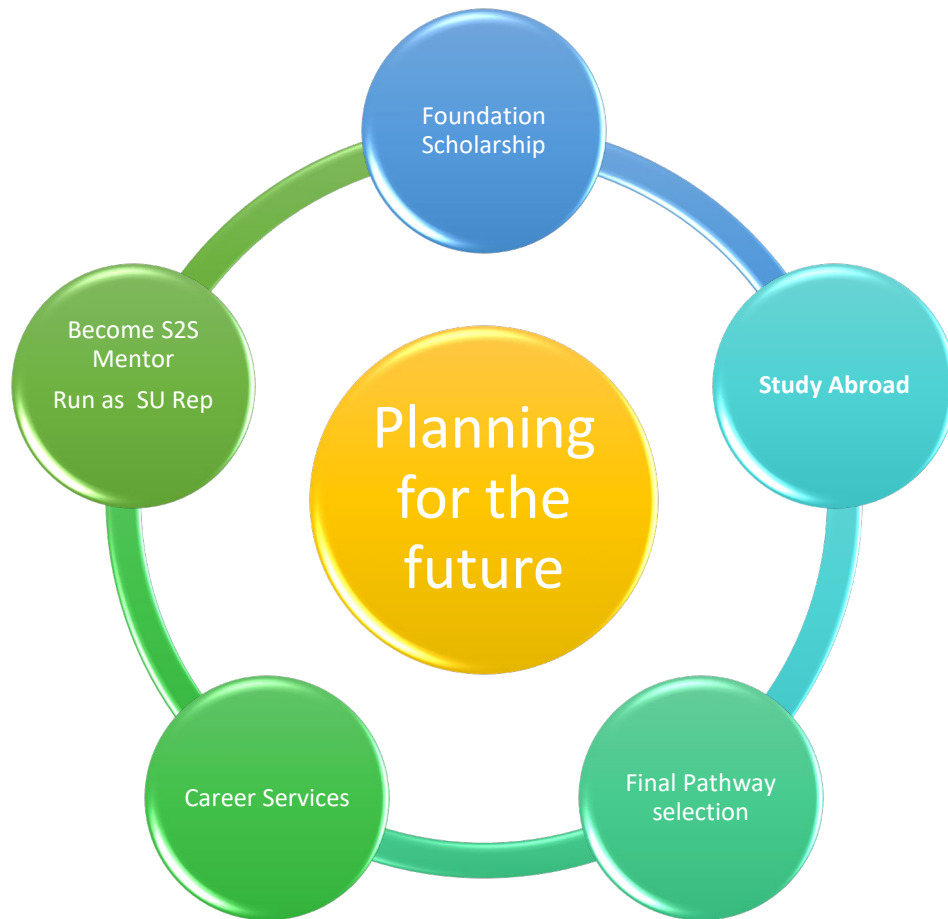 Foundation
Scholarship
Study Abroad
Final Pathway
selection
Career Services
Become S2S
Mentor
Run as  SU Rep
Planning
for the
future